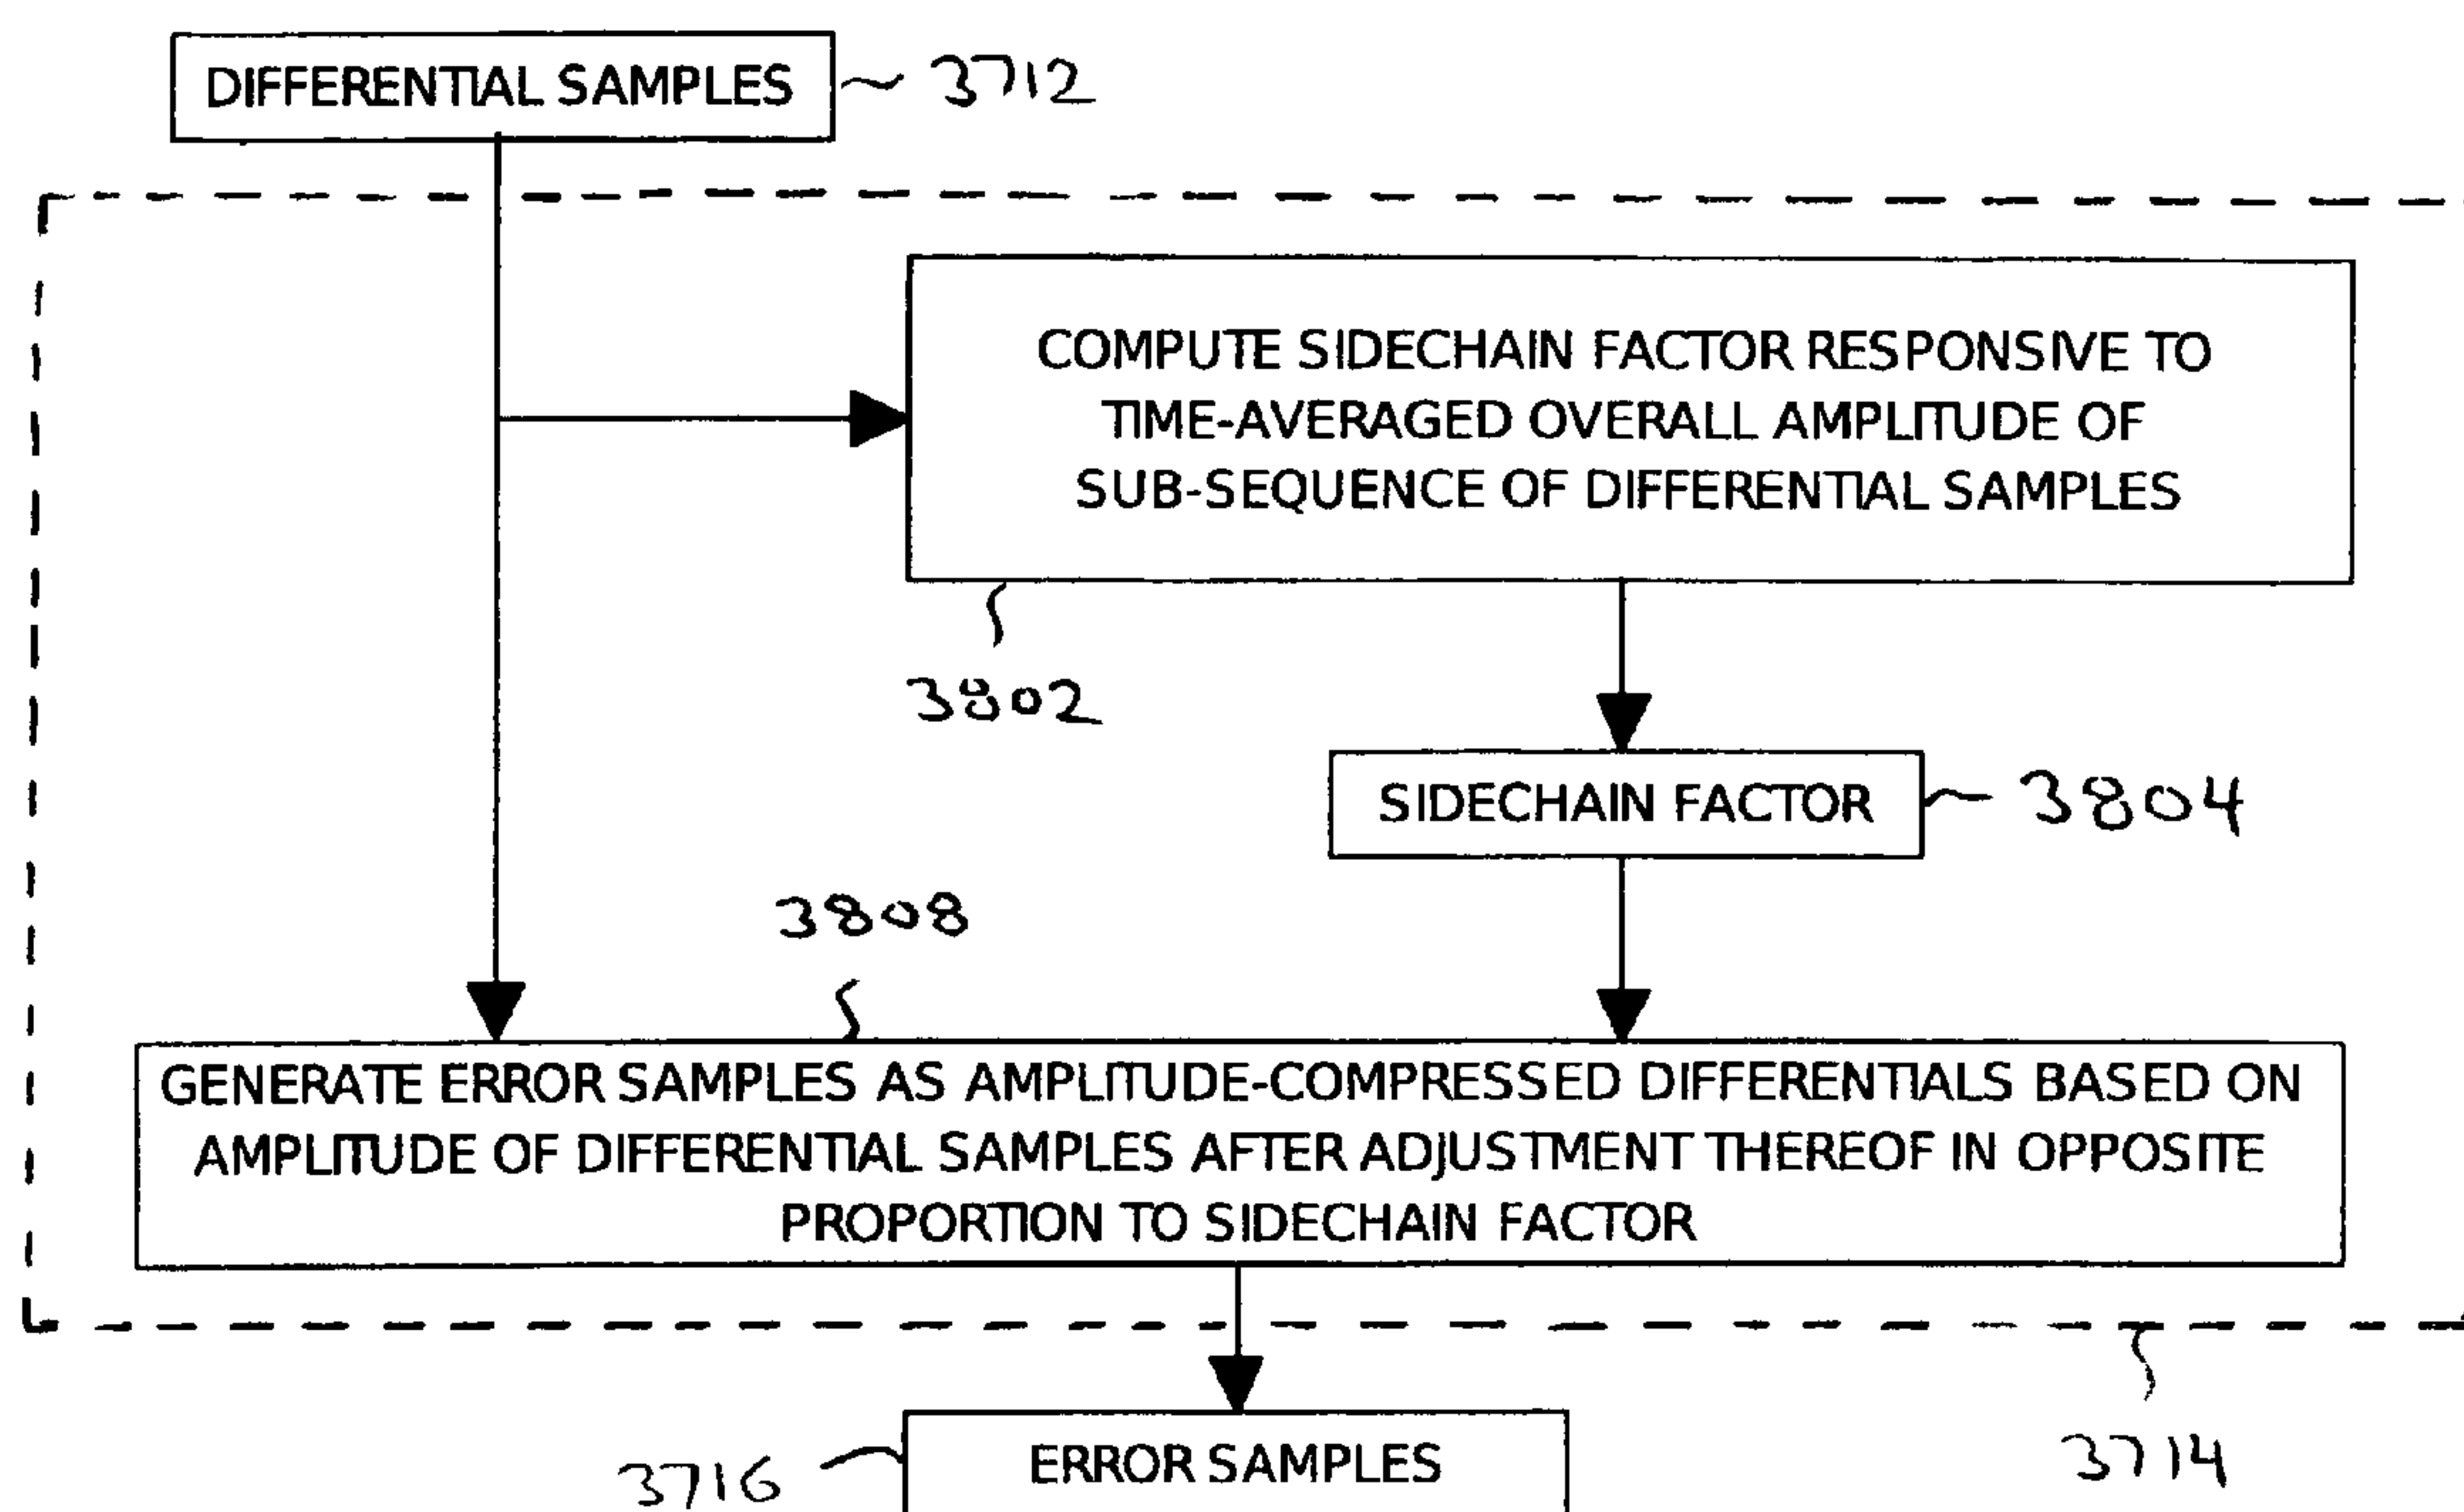 DIFFERENTIAL SAMPLES
3712
COMPUTE SIDECHAIN FACTOR RESPONSIVE TO
TIME-AVERAGED OVERALL AMPLITUDE OF
SUB-SEQUENCE OF DIFFERENTIAL SAMPLES
3802
SIDECHAIN FACTOR
3804
3808
GENERATE ERROR SAMPLES AS AMPLITUDE-COMPRESSED DIFFERENTIALS BASED ON
AMPLITUDE OF DIFFERENTIAL SAMPLES AFTER ADJUSTMENT THEREOF IN OPPOSITE
PROPORTION TO SIDECHAIN FACTOR
3714
ERROR SAMPLES
3716